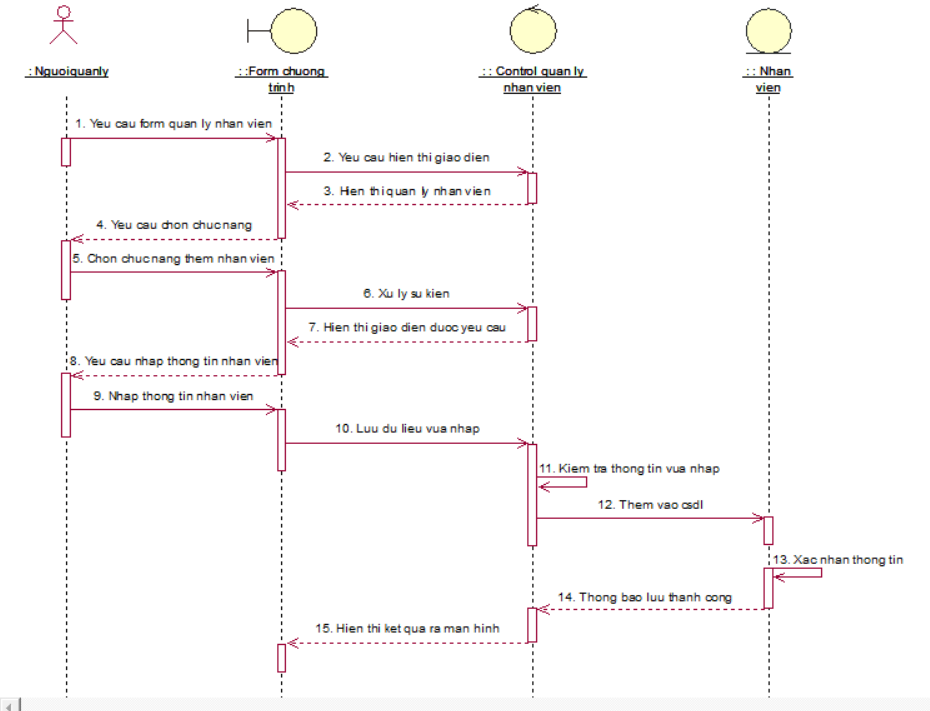 : Nguoiquanly
: :Form chuong
trinh
: : Control quan ly
nhan vien
: : Nhan
vien
1. Yeu cau form quan ly nhan vien
2. Yeu cau hien thi giao dien
3. Hien thi quan ly nhan vien
4. Yeu cau chon chuc nang
5. Chon chuc nang them nhan vien
6. Xu ly su kien
7. Hien thi giao dien duoc yeu cau
8. Yeu cau nhap thong tin nhan vien
9. Nhap thong tin nhan vien
10. Luu du lieu vua nhap
11. Kiem tra thong tin vua nhap
12. Them vao csdl
13. Xac nhan thong tin
14. Thong bao luu thanh cong
15. Hien thi ket qua ra man hinh